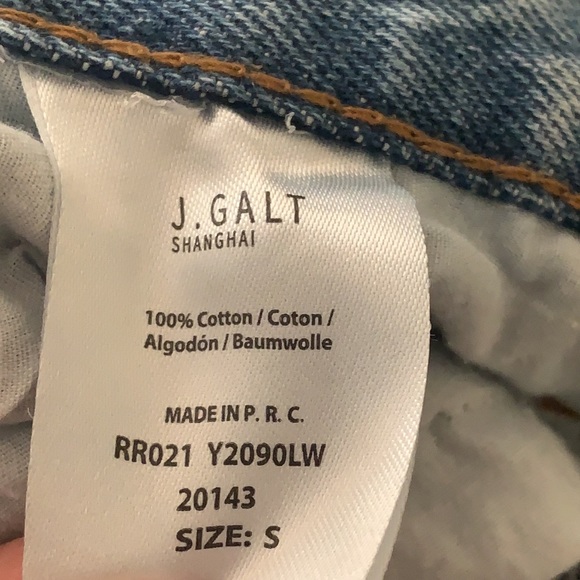 J.GALT
SHANGHAI
100% Cotton / Coton /
Algodón / Baumwolle
MADE IN P. R. C.
RR021 Y2090LW
20143
SIZE: S